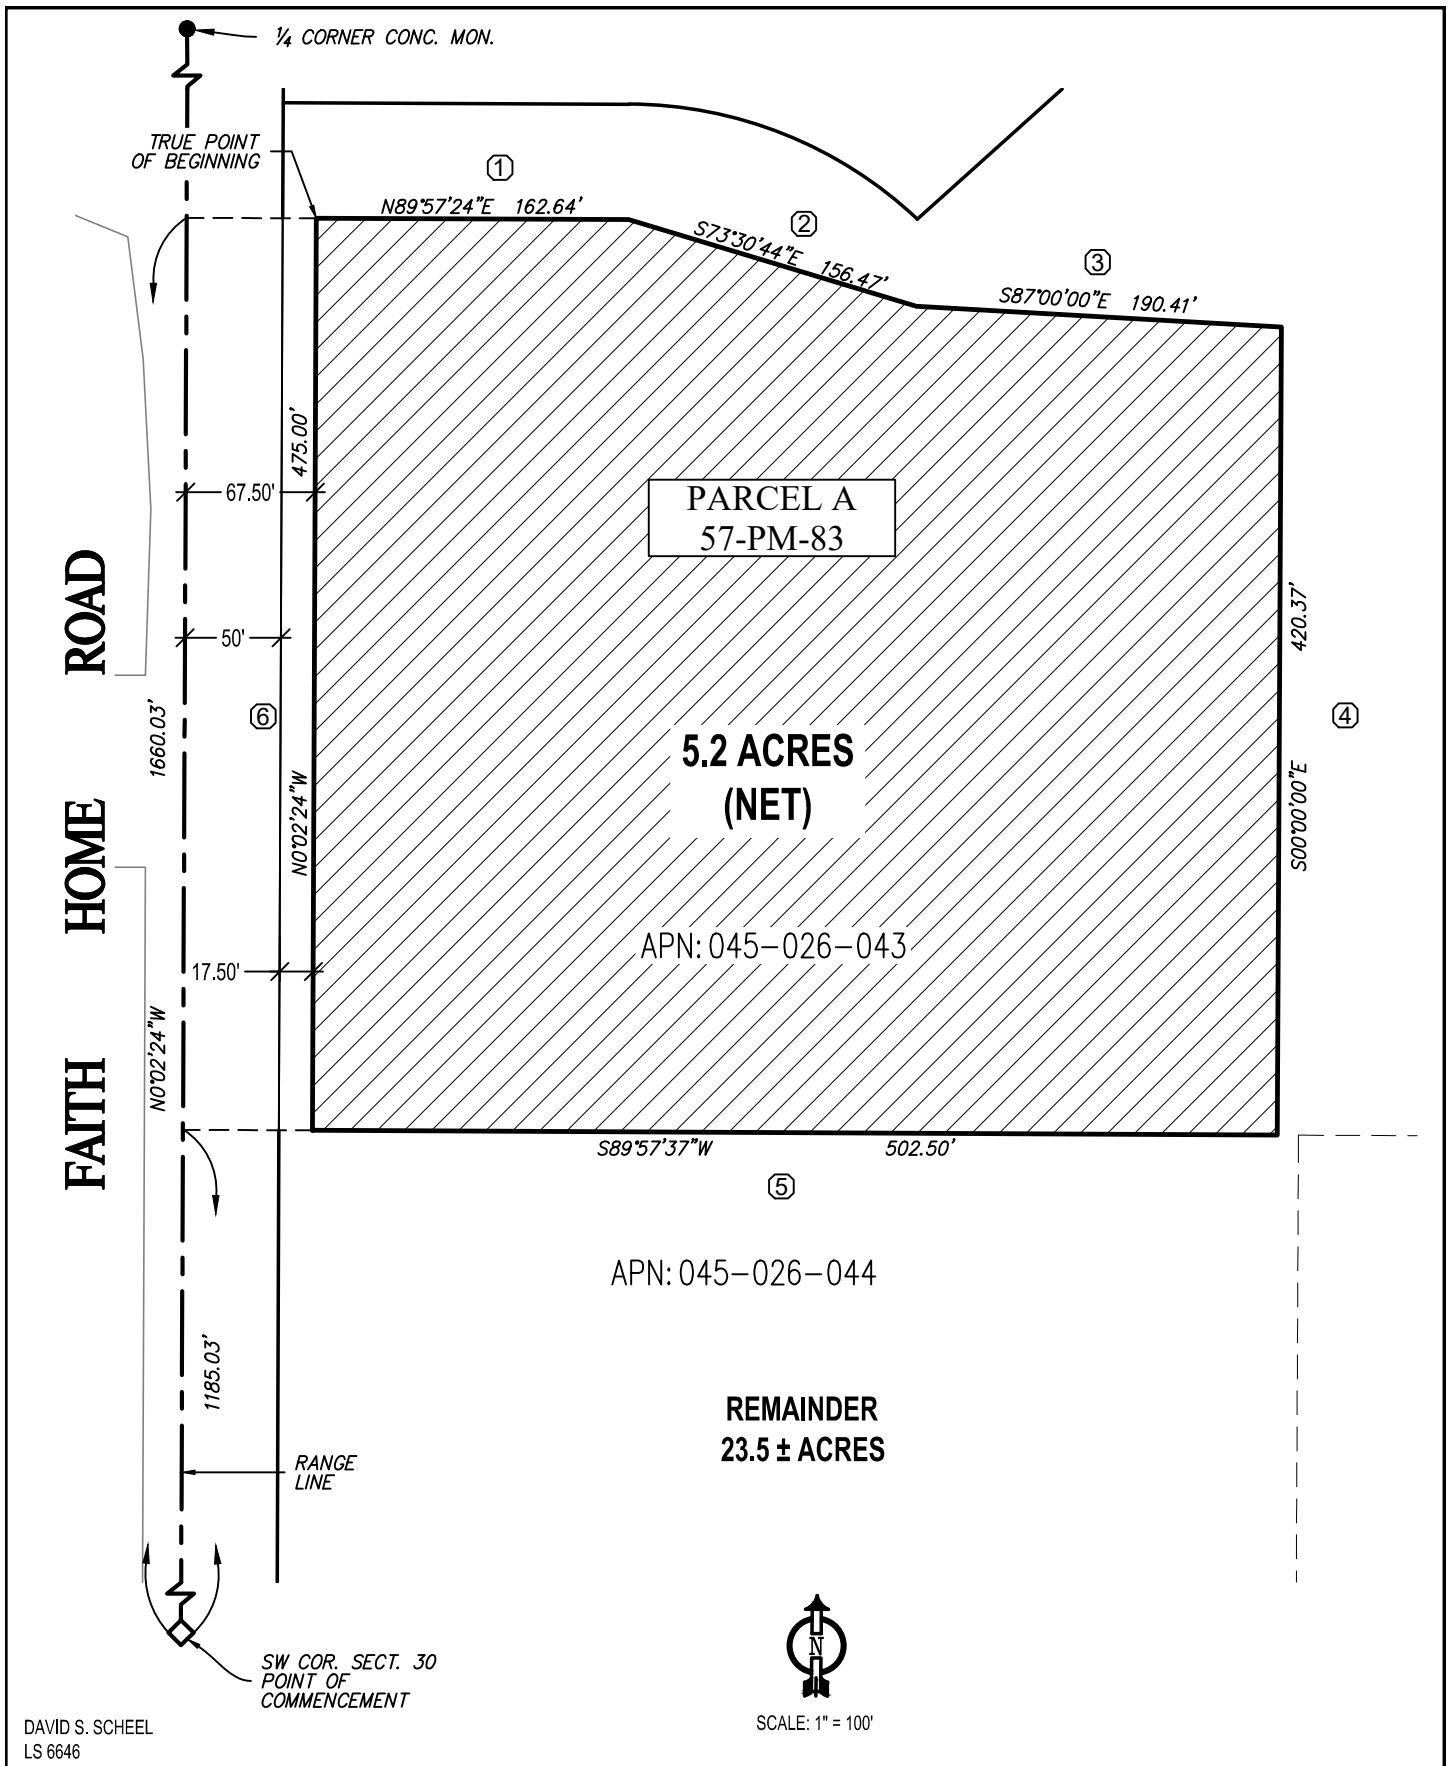 ¼ CORNER CONC. MON.
TRUE POINT
OF BEGINNING
1
N89°57'24"E 162.64'
2
S73°30'44"E 156.47'
3
S87°00'00"E 190.41'
475.00'
67.50'
PARCEL A
57-PM-83
ROAD
50'
420.37'
1660.03'
6
4
5.2 ACRES
(NET)
N0°02'24"W
S00°00'00"E
HOME
APN: 045-026-043
17.50'
N0°02'24"W
FAITH
S89°57'37"W 502.50'
5
APN: 045-026-044
1185.03'
REMAINDER
23.5 ± ACRES
RANGE
LINE
N
SW COR. SECT. 30
POINT OF
COMMENCEMENT
SCALE: 1" = 100'
DAVID S. SCHEEL
LS 6646